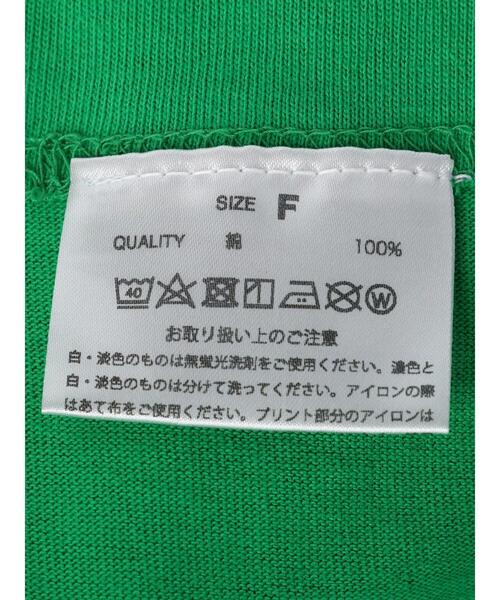 SIZE F
QUALITY 綿 100%
40 W
お取り扱い上のご注意
白・淡色のものは無蛍光洗剤をご使用ください。濃色と
白・淡色のものは分けて洗ってください。アイロンの際
はあて布をご使用ください。プリント部分のアイロンは